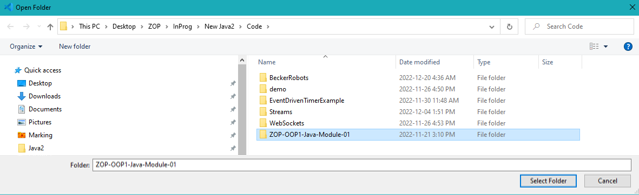 Open Folder
This PC > Desktop > ZOP > InProg > New Java2 > Code >
Search Code
Organize New folder
Name Date modified Type Size
Quick access
Desktop
Downloads
Documents
Pictures
Marking
Java2
BeckerRobots 2022-12-20 4:36 AM File folder
demo 2022-11-26 4:50 PM File folder
EventDrivenTimerExample 2022-11-30 11:48 AM File folder
Streams 2022-12-04 1:51 PM File folder
WebSockets 2022-11-26 4:53 PM File folder
ZOP-OOP1-Java-Module-01 2022-11-21 3:10 PM File folder
Folder: ZOP-OOP1-Java-Module-01
Select Folder Cancel